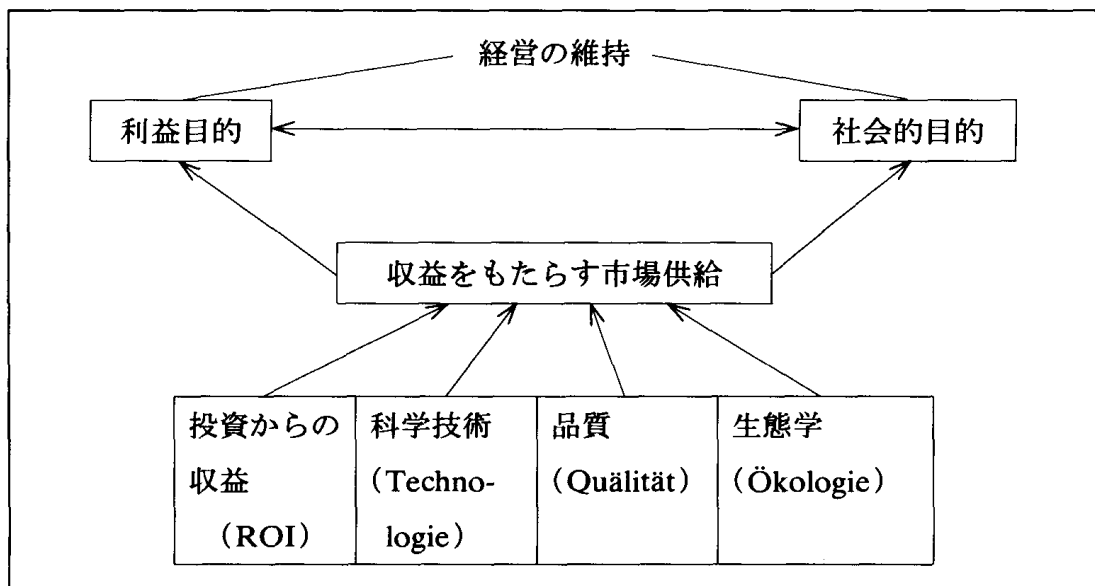 経営の維持
利益目的
社会的目的
収益をもたらす市場供給
投資からの
収益
(ROI)
科学技術
(Techno-
logie)
品質
(Quälität)
生態学
(Ökologie)